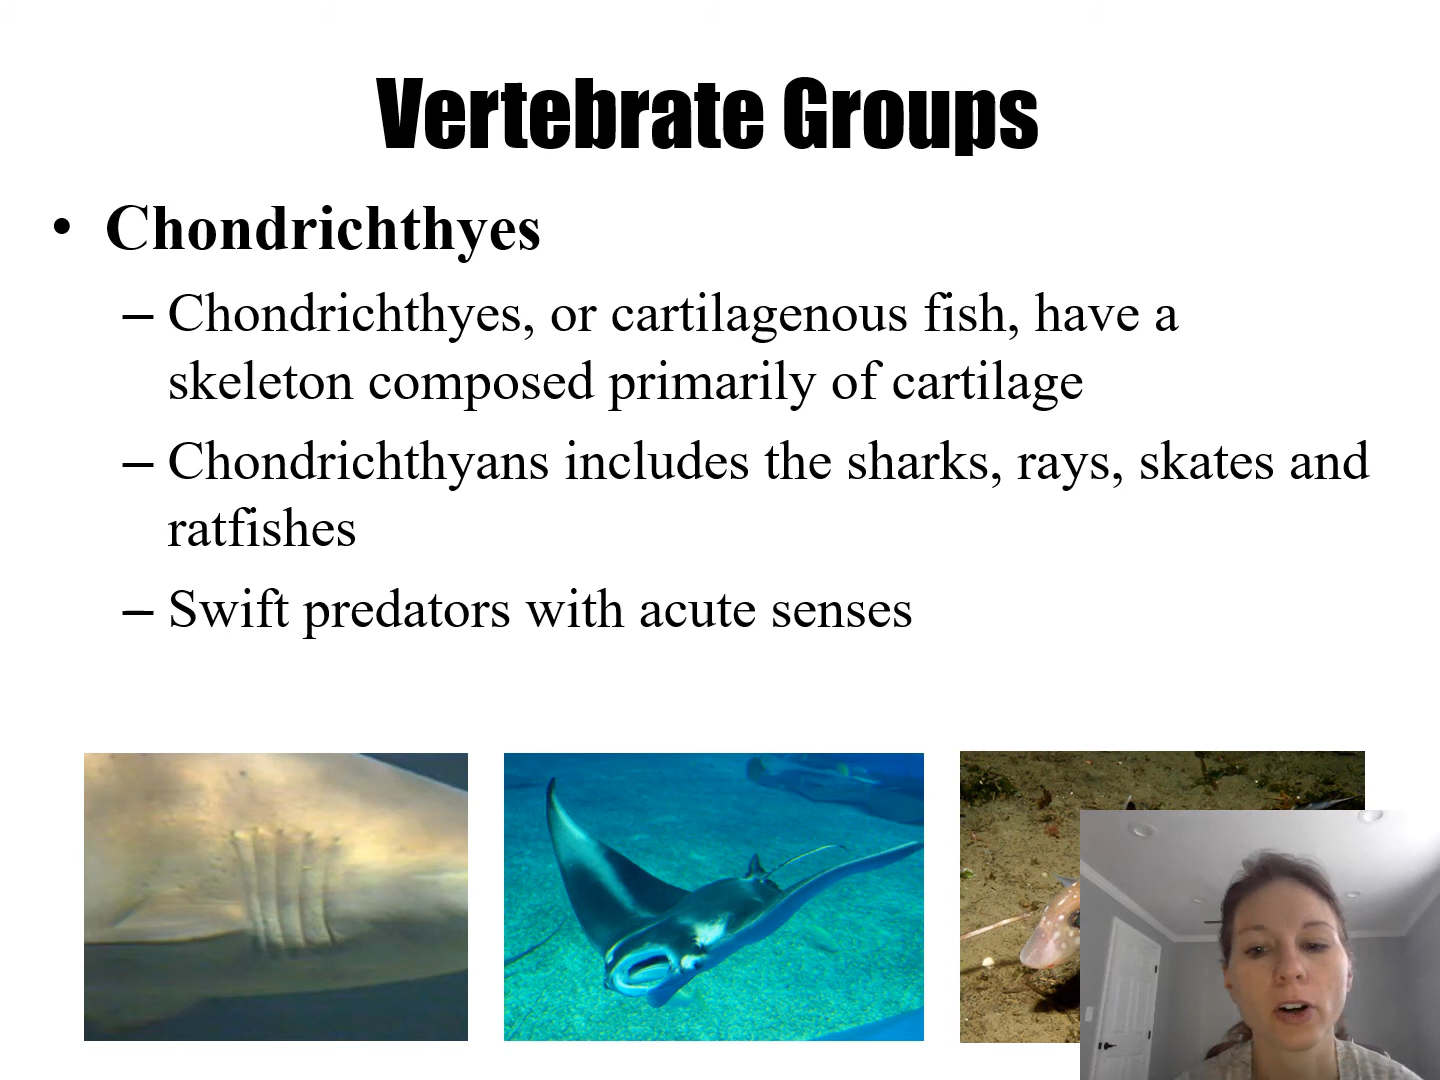 Vertebrate Groups
• Chondrichthyes
– Chondrichthyes, or cartilagenous fish, have a
skeleton composed primarily of cartilage
– Chondrichthyans includes the sharks, rays, skates and
ratfishes
– Swift predators with acute senses